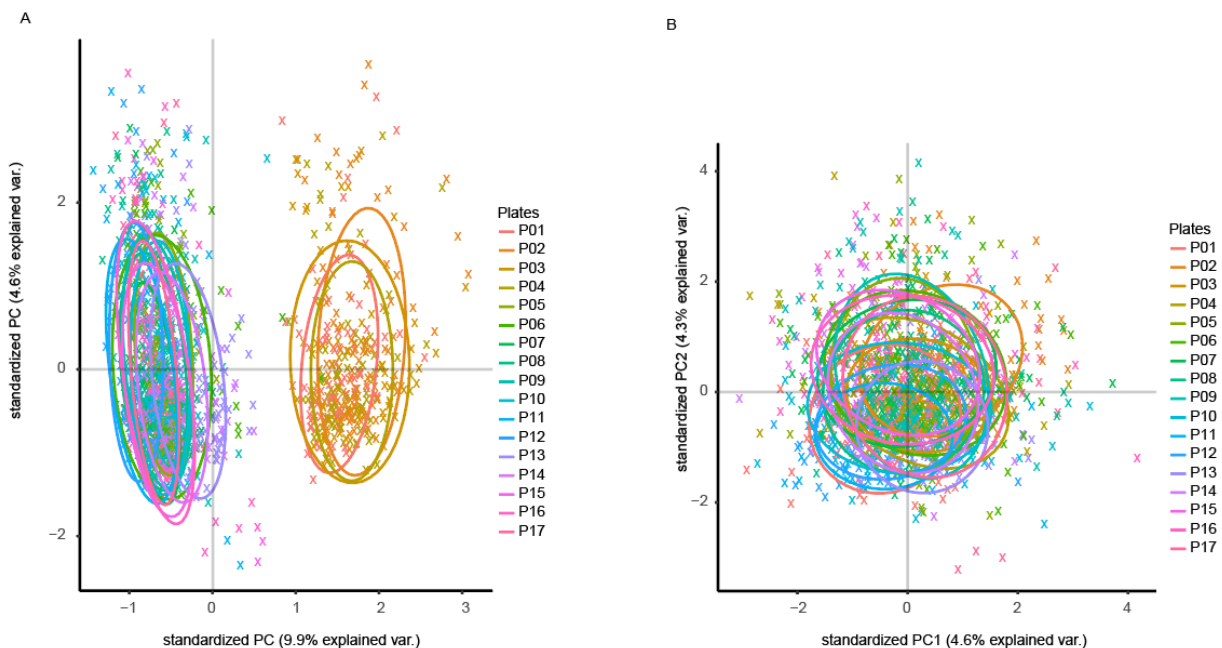 A
standardized PC (4.6% explained var.)
2
0
−2
−1
0
1
2
3
standardized PC (9.9% explained var.)
Plates
P01
P02
P03
P04
P05
P06
P07
P08
P09
P10
P11
P12
P13
P14
P15
P16
P17
B
standardized PC2 (4.3% explained var.)
4
2
0
−2
−2
0
2
4
standardized PC1 (4.6% explained var.)
Plates
P01
P02
P03
P04
P05
P06
P07
P08
P09
P10
P11
P12
P13
P14
P15
P16
P17